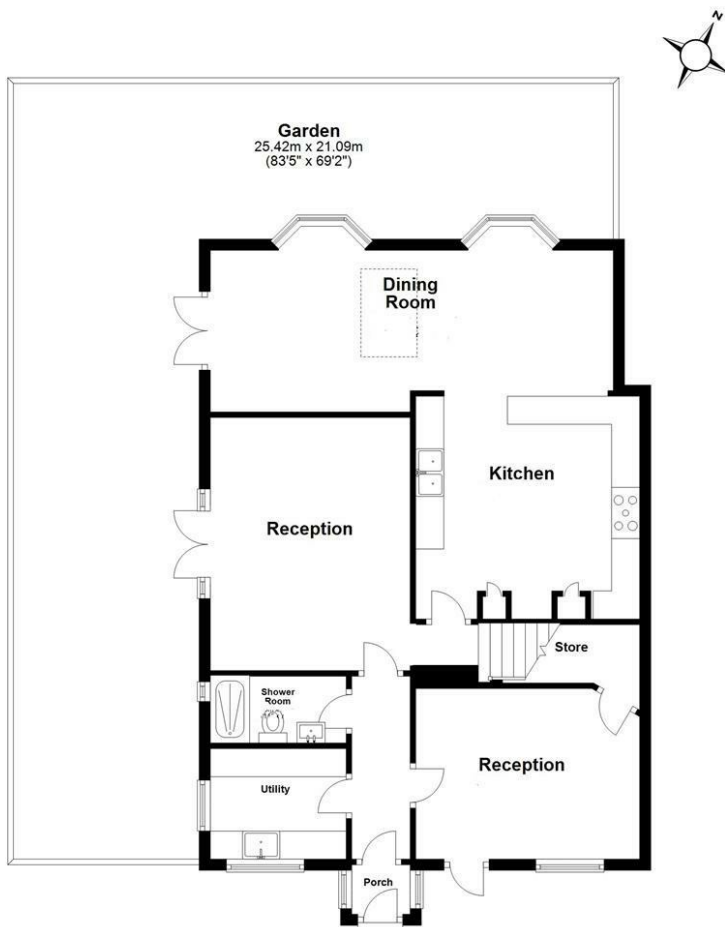 N
Garden
25.42m x 21.09m
(83'5" x 69'2")
Dining
Room
Kitchen
Reception
Store
Shower
Room
Reception
Utility
Porch